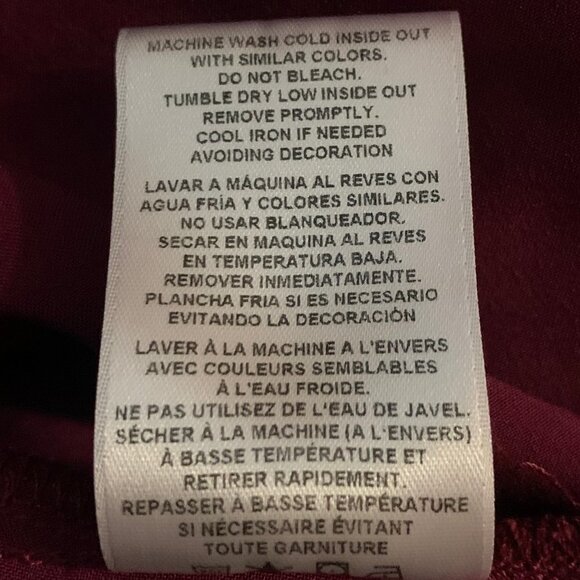 MACHINE WASH COLD INSIDE OUT
WITH SIMILAR COLORS.
DO NOT BLEACH.
TUMBLE DRY LOW INSIDE OUT
REMOVE PROMPTLY.
COOL IRON IF NEEDED
AVOIDING DECORATION
LAVAR A MÁQUINA AL REVES CON
AGUA FRÍA Y COLORES SIMILARES.
NO USAR BLANQUEADOR.
SECAR EN MAQUINA AL REVES
EN TEMPERATURA BAJA.
REMOVER INMEDIATAMENTE.
PLANCHA FRIA SI ES NECESARIO
EVITANDO LA DECORACIÓN
LAVER À LA MACHINE A L'ENVERS
AVEC COULEURS SEMBLABLES
À L'EAU FROIDE.
NE PAS UTILISEZ DE L'EAU DE JAVEL.
SÉCHER À LA MACHINE (A L'ENVERS)
À BASSE TEMPÉRATURE ET
RETIRER RAPIDEMENT.
REPASSER À BASSE TEMPÉRATURE
SI NÉCESSAIRE ÉVITANT
TOUTE GARNITURE